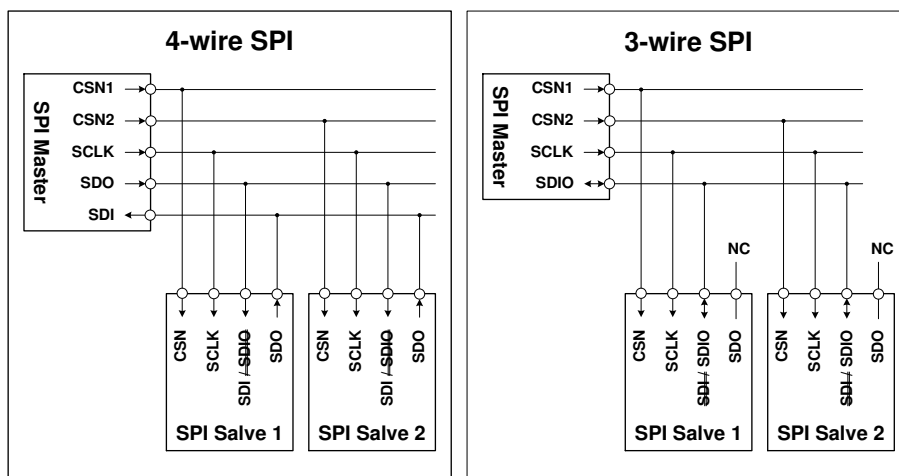 4-wire SPI
SPI Master
CSN1
CSN2
SCLK
SDO
SDI
CSN
SCLK
SDI / SDIO
SDO
SPI Salve 1
CSN
SCLK
SDI / SDIO
SDO
SPI Salve 2
3-wire SPI
SPI Master
CSN1
CSN2
SCLK
SDIO
NC
NC
CSN
SCLK
SDI / SDIO
SDO
SPI Salve 1
CSN
SCLK
SDI / SDIO
SDO
SPI Salve 2